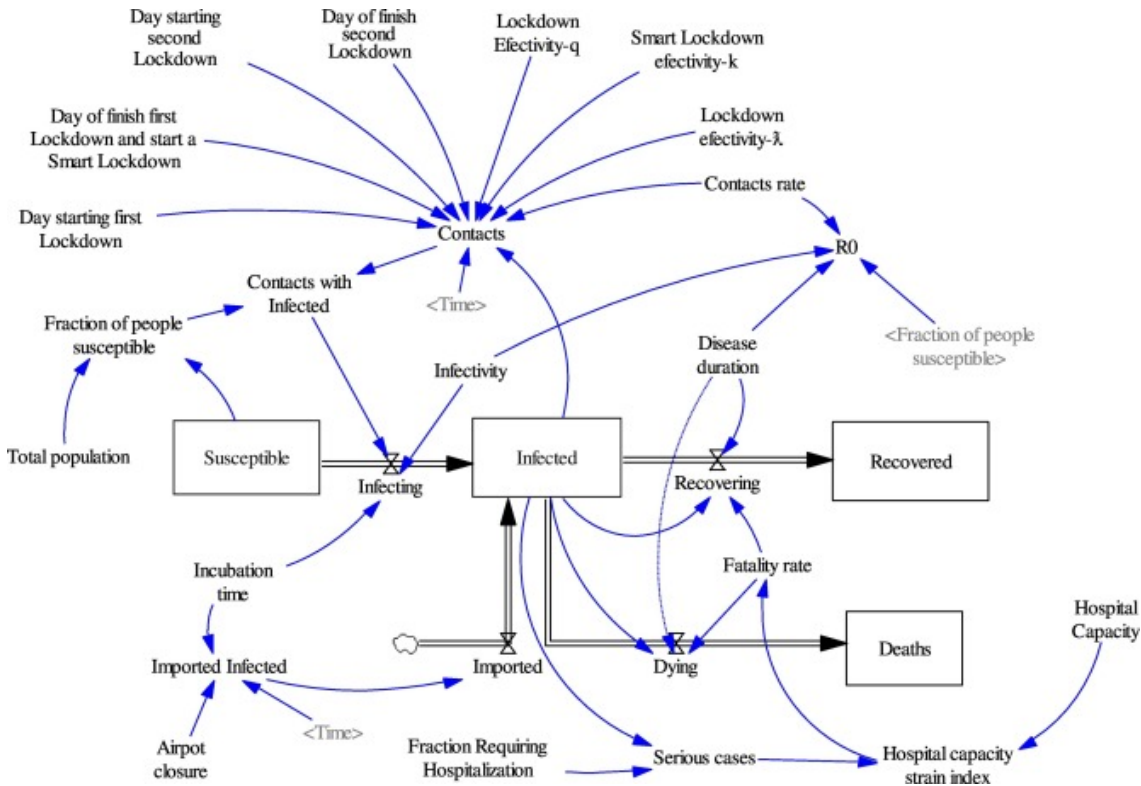 Day starting
second
Lockdown
Day of finish
second
Lockdown
Lockdown
Efectivity-q
Smart Lockdown
efectivity-k
Day of finish first
Lockdown and start a
Smart Lockdown
Lockdown
efectivity-λ
Contacts rate
Day starting first
Lockdown
Contacts
R0
Contacts with
Infected
<Time>
Fraction of people
susceptible
Infectivity
Disease
duration
<Fraction of people
susceptible>
Total population
Susceptible
Infecting
Infected
Recovering
Recovered
Incubation
time
Fatality rate
Hospital
Capacity
Imported Infected
Imported
Dying
Deaths
<Time>
Airpot
closure
Fraction Requiring
Hospitalization
Serious cases
Hospital capacity
strain index